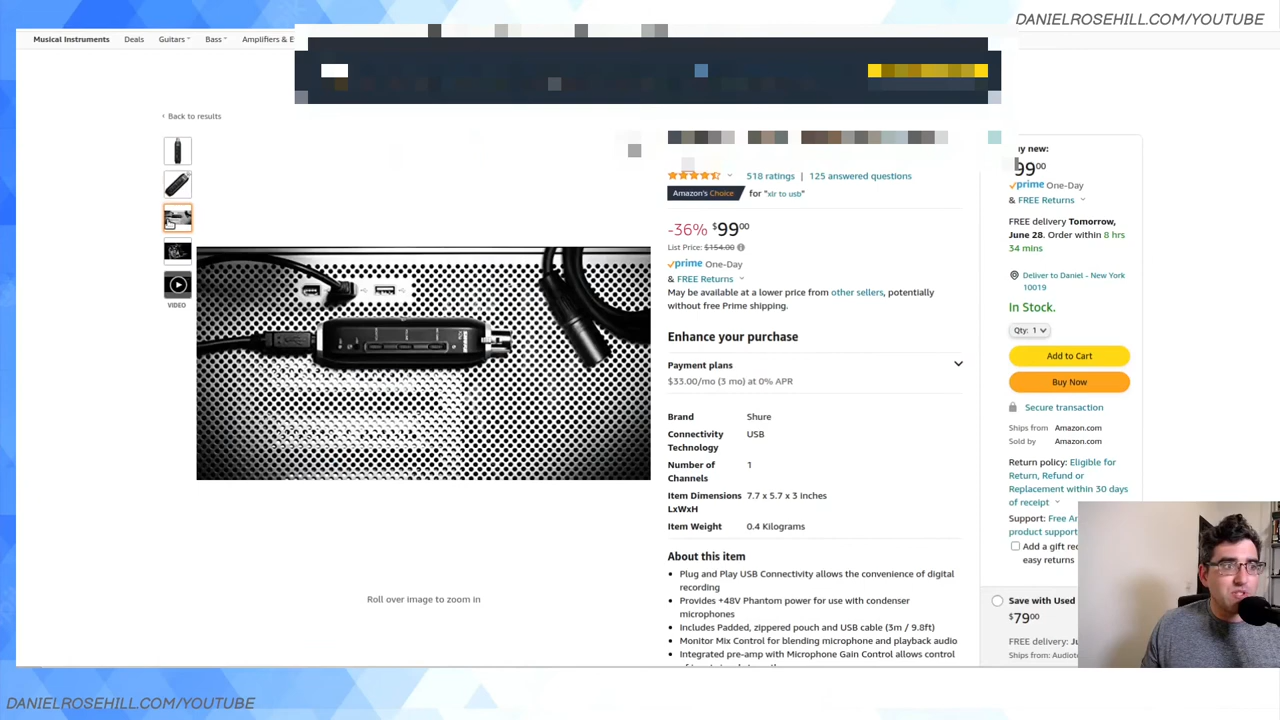 DANIELROSEHILL.COM/YOUTUBE
Musical Instruments Deals Guitars Bass Amplifiers & E
‹ Back to results
VIDEO
Roll over image to zoom in
518 ratings | 125 answered questions
Amazon's Choice for "xlr to usb"
-36% $99.00
List Price: $154.00
prime One-Day
& FREE Returns
May be available at a lower price from other sellers, potentially
without free Prime shipping.
Enhance your purchase
Payment plans
$33.00/mo (3 mo) at 0% APR
Brand Shure
Connectivity USB
Technology
Number of 1
Channels
Item Dimensions 7.7 x 5.7 x 3 inches
LxWxH
Item Weight 0.4 Kilograms
About this item
• Plug and Play USB Connectivity allows the convenience of digital
recording
• Provides +48V Phantom power for use with condenser
microphones
• Includes Padded, zippered pouch and USB cable (3m / 9.8ft)
• Monitor Mix Control for blending microphone and playback audio
• Integrated pre-amp with Microphone Gain Control allows control
new:
99.00
prime One-Day
& FREE Returns
FREE delivery Tomorrow,
June 28. Order within 8 hrs
34 mins
Deliver to Daniel - New York
10019
In Stock.
Qty: 1
Add to Cart
Buy Now
Secure transaction
Ships from Amazon.com
Sold by Amazon.com
Return policy: Eligible for
Return, Refund or
Replacement within 30 days
of receipt
Support: Free
product support
Add a gift
easy returns
Save with Used
$79.00
FREE delivery:
Ships from:
DANIELROSEHILL.COM/YOUTUBE